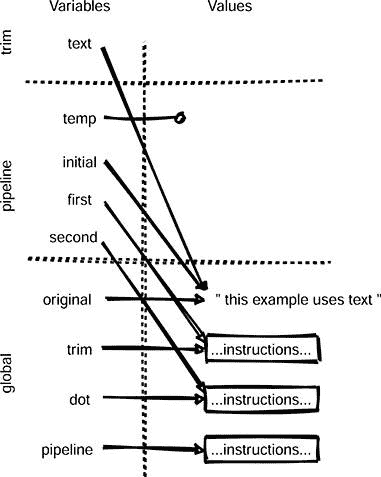 Variables Values
trim
text
pipeline
temp
initial
first
second
global
original " this example uses text "
trim ...instructions...
dot ...instructions...
pipeline ...instructions...